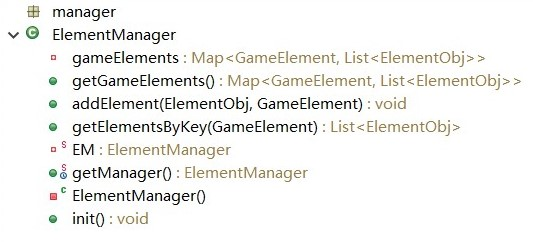 manager
ElementManager
gameElements : Map<GameElement, List<ElementObj>>
getGameElements() : Map<GameElement, List<ElementObj>>
addElement(ElementObj, GameElement) : void
getElementsByKey(GameElement) : List<ElementObj>
EM : ElementManager
getManager() : ElementManager
ElementManager()
init() : void